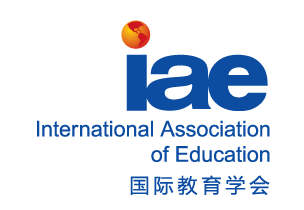 iae
International Association
of Education
国际教育学会